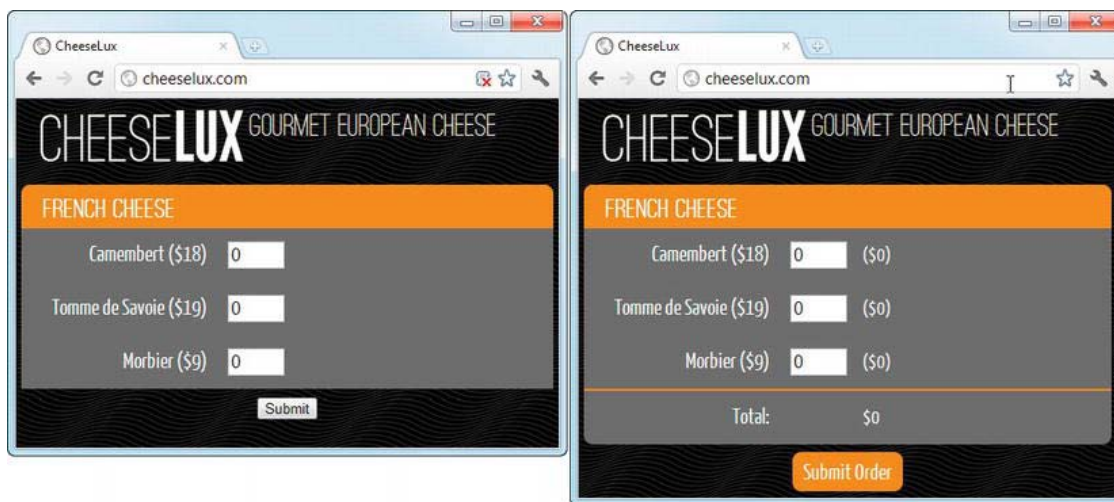 CheeseLux
cheeselux.com
CHEESELUX GOURMET EUROPEAN CHEESE
FRENCH CHEESE
Camembert ($18) 0
Tomme de Savoie ($19) 0
Morbier ($9) 0
Submit
CheeseLux
cheeselux.com
CHEESELUX GOURMET EUROPEAN CHEESE
FRENCH CHEESE
Camembert ($18) 0 ($0)
Tomme de Savoie ($19) 0 ($0)
Morbier ($9) 0 ($0)
Total: $0
Submit Order